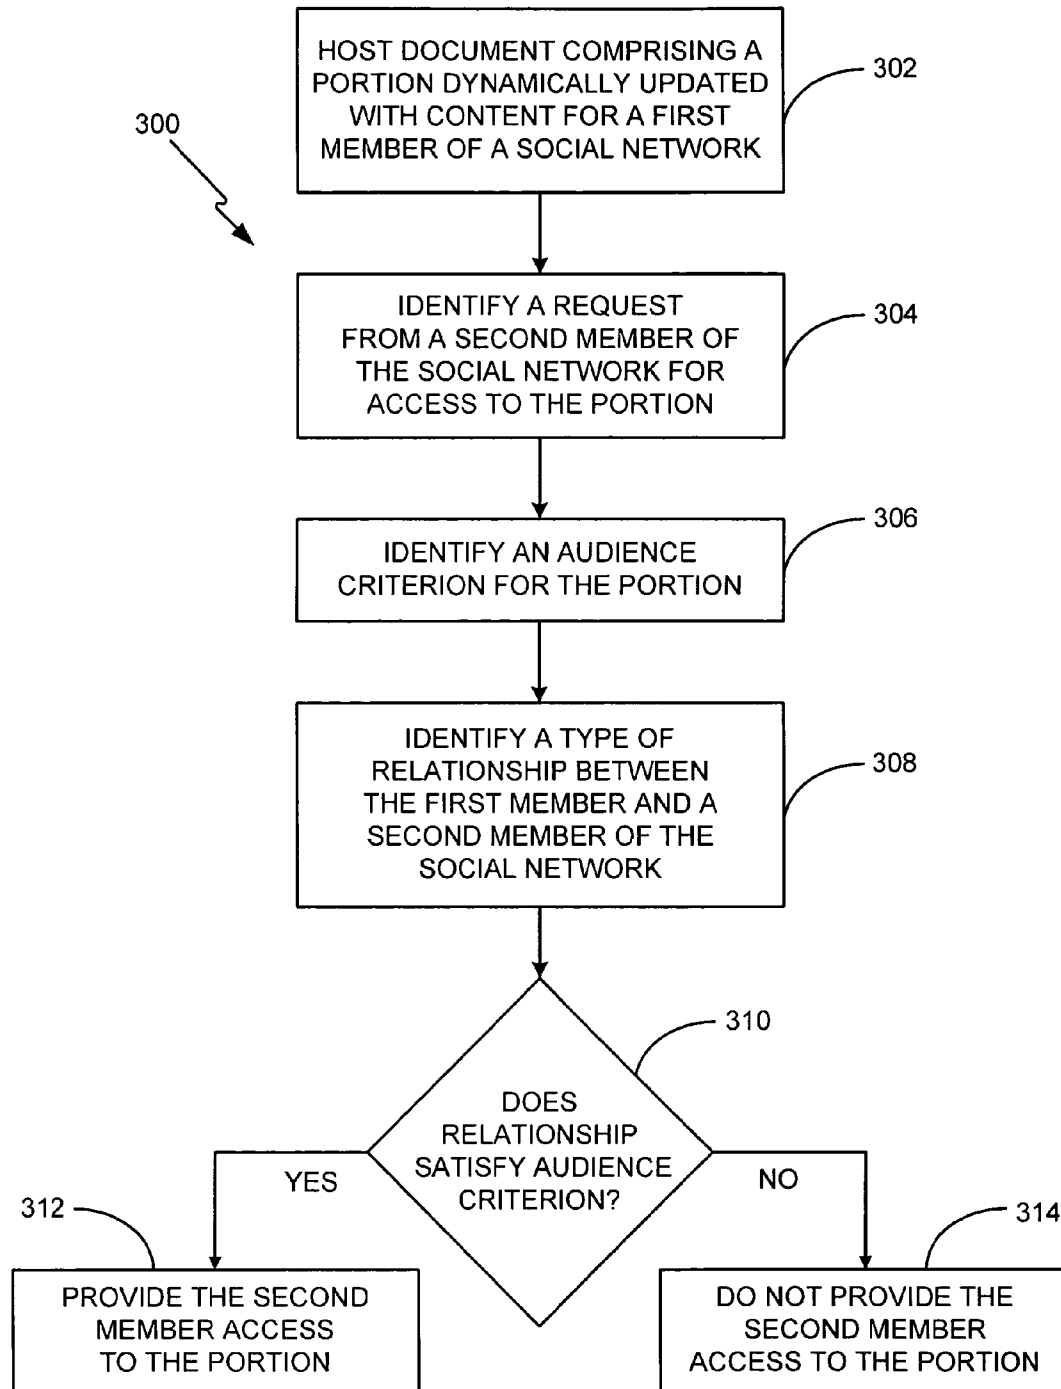 HOST DOCUMENT COMPRISING A
PORTION DYNAMICALLY UPDATED
WITH CONTENT FOR A FIRST
MEMBER OF A SOCIAL NETWORK
302
300
IDENTIFY A REQUEST
FROM A SECOND MEMBER OF
THE SOCIAL NETWORK FOR
ACCESS TO THE PORTION
304
IDENTIFY AN AUDIENCE
CRITERION FOR THE PORTION
306
IDENTIFY A TYPE OF
RELATIONSHIP BETWEEN
THE FIRST MEMBER AND A
SECOND MEMBER OF THE
SOCIAL NETWORK
308
310
DOES
RELATIONSHIP
SATISFY AUDIENCE
CRITERION?
YES
NO
312
PROVIDE THE SECOND
MEMBER ACCESS
TO THE PORTION
314
DO NOT PROVIDE THE
SECOND MEMBER
ACCESS TO THE PORTION